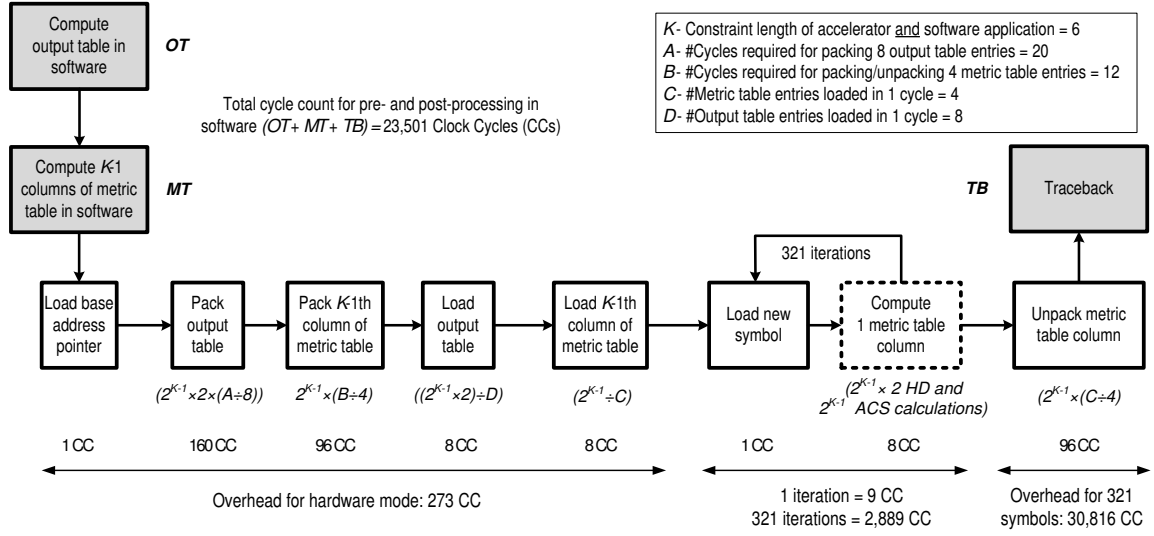 Compute
output table in
software
OT
Total cycle count for pre- and post-processing in
software (OT + MT + TB) = 23,501 Clock Cycles (CCs)
K- Constraint length of accelerator and software application = 6
A- #Cycles required for packing 8 output table entries = 20
B- #Cycles required for packing/unpacking 4 metric table entries = 12
C- #Metric table entries loaded in 1 cycle = 4
D- #Output table entries loaded in 1 cycle = 8
Compute K-1
columns of metric
table in software
MT
TB
Traceback
321 iterations
Load base
address
pointer
Pack
output
table
Pack K-1th
column of
metric table
Load
output
table
Load K-1th
column of
metric table
Load new
symbol
Compute
1 metric table
column
Unpack metric
table column
(2^{K-1}×2×(A÷8))
2^{K-1}×(B÷4)
((2^{K-1}×2)÷D)
(2^{K-1}÷C)
(2^{K-1}× 2 HD and
2^{K-1} ACS calculations)
(2^{K-1}×(C÷4)
1 CC
160 CC
96 CC
8 CC
8 CC
1 CC
8 CC
96 CC
Overhead for hardware mode: 273 CC
1 iteration = 9 CC
321 iterations = 2,889 CC
Overhead for 321
symbols: 30,816 CC